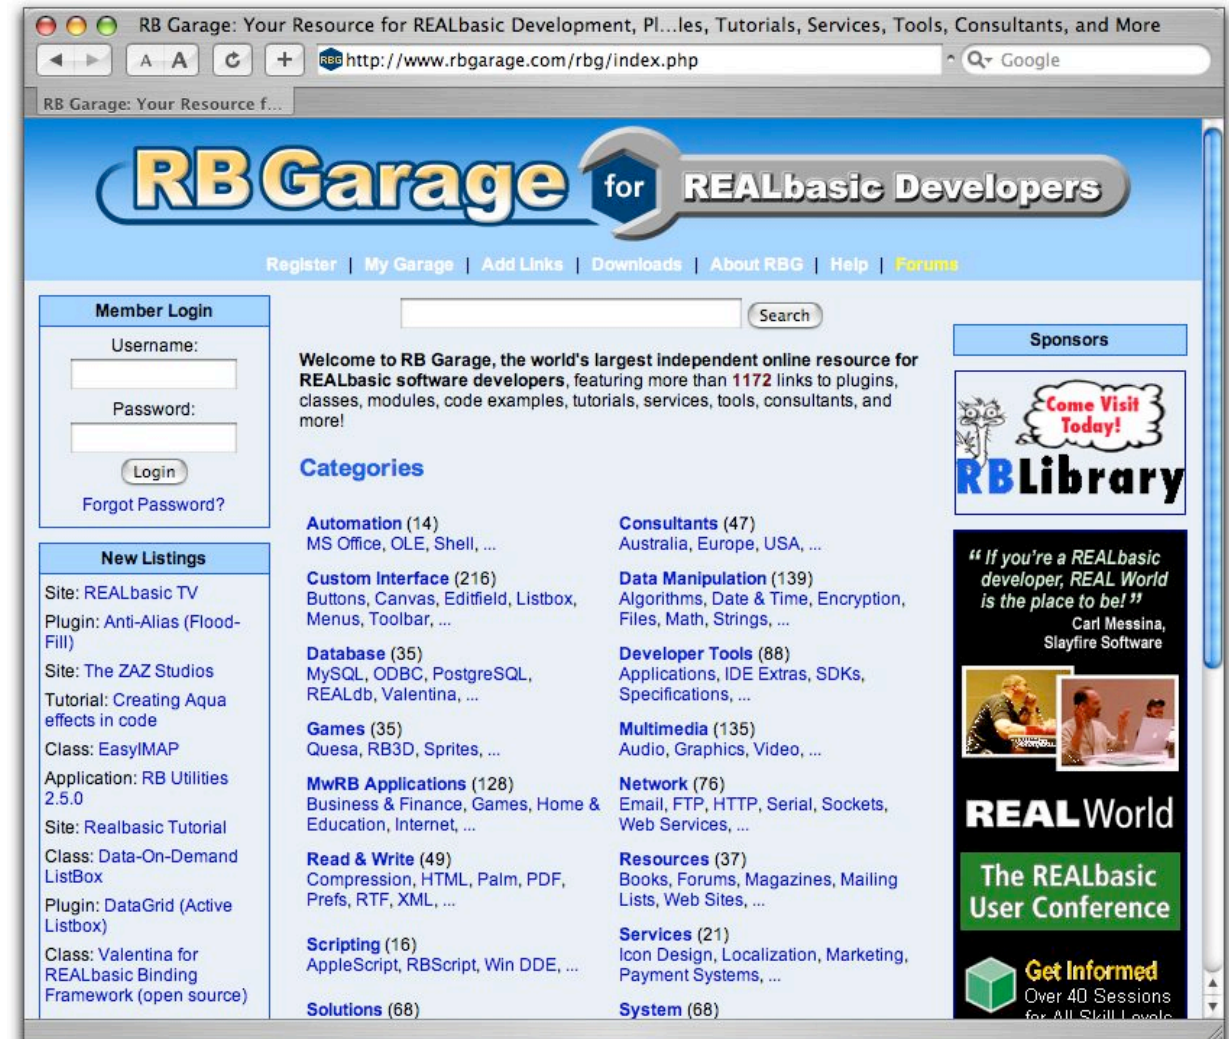 RB Garage: Your Resource for REALbasic Development, Pl...les, Tutorials, Services, Tools, Consultants, and More
A A
http://www.rbgarage.com/rbg/index.php
Google
RB Garage: Your Resource f...
RB Garage for REALbasic Developers
Register | My Garage | Add Links | Downloads | About RBG | Help | Forums
Member Login
Username:
Password:
Login
Forgot Password?
New Listings
Site: REALbasic TV
Plugin: Anti-Alias (Flood-
Fill)
Site: The ZAZ Studios
Tutorial: Creating Aqua
effects in code
Class: EasyIMAP
Application: RB Utilities
2.5.0
Site: Realbasic Tutorial
Class: Data-On-Demand
ListBox
Plugin: DataGrid (Active
Listbox)
Class: Valentina for
REALbasic Binding
Framework (open source)
Search
Welcome to RB Garage, the world's largest independent online resource for
REALbasic software developers, featuring more than 1172 links to plugins,
classes, modules, code examples, tutorials, services, tools, consultants, and
more!
Categories
Automation (14)
MS Office, OLE, Shell, ...
Custom Interface (216)
Buttons, Canvas, Editfield, Listbox,
Menus, Toolbar, ...
Database (35)
MySQL, ODBC, PostgreSQL,
REALdb, Valentina, ...
Games (35)
Quesa, RB3D, Sprites, ...
MwRB Applications (128)
Business & Finance, Games, Home &
Education, Internet, ...
Read & Write (49)
Compression, HTML, Palm, PDF,
Prefs, RTF, XML, ...
Scripting (16)
AppleScript, RBScript, Win DDE, ...
Solutions (68)
Consultants (47)
Australia, Europe, USA, ...
Data Manipulation (139)
Algorithms, Date & Time, Encryption,
Files, Math, Strings, ...
Developer Tools (88)
Applications, IDE Extras, SDKs,
Specifications, ...
Multimedia (135)
Audio, Graphics, Video, ...
Network (76)
Email, FTP, HTTP, Serial, Sockets,
Web Services, ...
Resources (37)
Books, Forums, Magazines, Mailing
Lists, Web Sites, ...
Services (21)
Icon Design, Localization, Marketing,
Payment Systems, ...
System (68)
Sponsors
Come Visit
Today!
RBLibrary
“If you're a REALbasic
developer, REAL World
is the place to be!”
Carl Messina,
Slayfire Software
REALWorld
The REALbasic
User Conference
Get Informed
Over 40 Sessions
for All Skill Levels